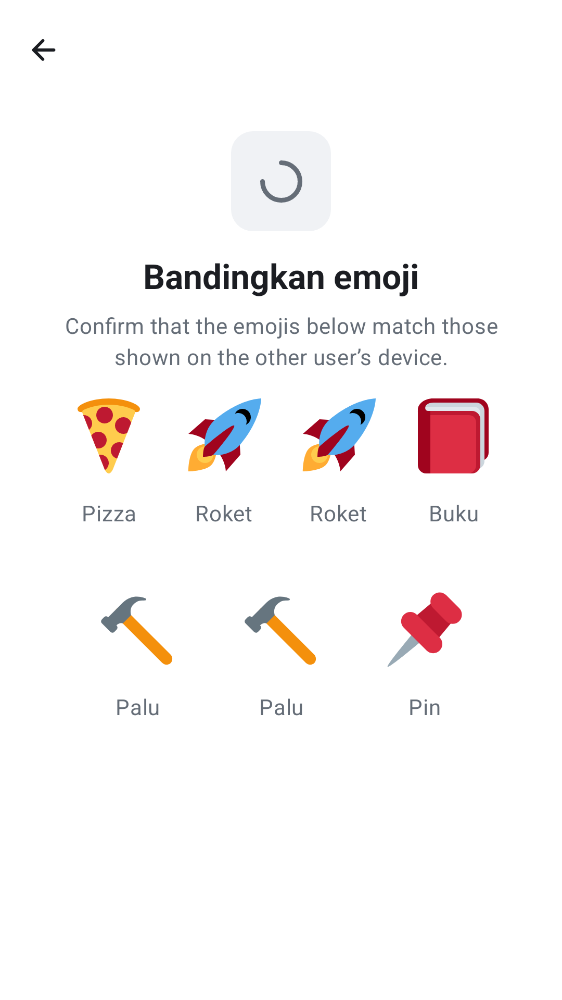 Bandingkan emoji
Confirm that the emojis below match those
shown on the other user’s device.
Pizza Roket Roket Buku
Palu Palu Pin